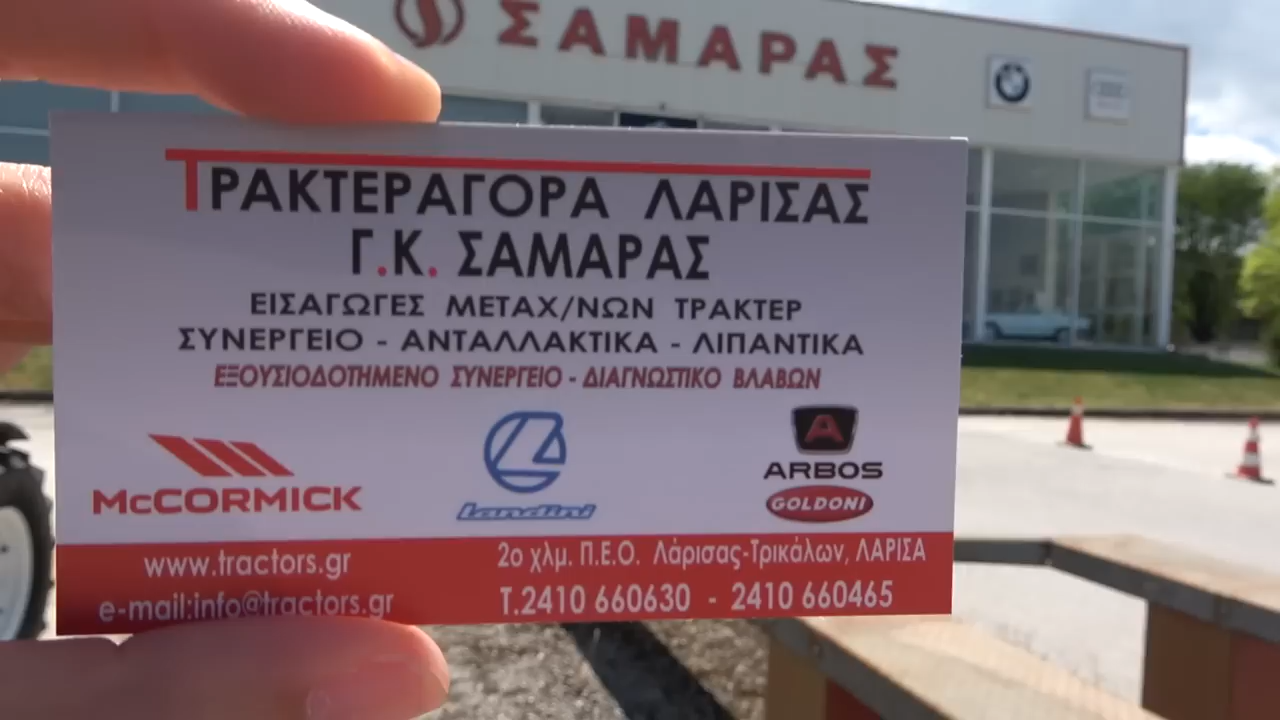 ΣΑΜΑΡΑΣ
ΤΡΑΚΤΕΡΑΓΟΡΑ ΛΑΡΙΣΑΣ
Γ.Κ. ΣΑΜΑΡΑΣ
ΕΙΣΑΓΩΓΕΣ ΜΕΤΑΧ/ΝΩΝ ΤΡΑΚΤΕΡ
ΣΥΝΕΡΓΕΙΟ - ΑΝΤΑΛΛΑΚΤΙΚΑ - ΛΙΠΑΝΤΙΚΑ
ΕΞΟΥΣΙΟΔΟΤΗΜΕΝΟ ΣΥΝΕΡΓΕΙΟ - ΔΙΑΓΝΩΣΤΙΚΟ ΒΛΑΒΩΝ
McCORMICK
Landini
ARBOS
GOLDONI
www.tractors.gr
e-mail:info@tractors.gr
2ο χλμ. Π.Ε.Ο. Λάρισας-Τρικάλων, ΛΑΡΙΣΑ
Τ.2410 660630 - 2410 660465